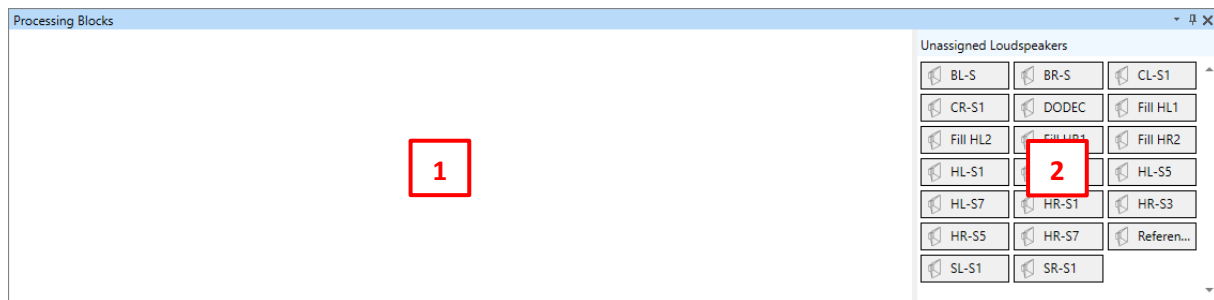 Processing Blocks
Unassigned Loudspeakers
BL-S BR-S CL-S1
CR-S1 DODEC Fill HL1
Fill HL2 Fill HR1 Fill HR2
1
2
HL-S1 HL-S5
HL-S7 HR-S1 HR-S3
HR-S5 HR-S7 Referen...
SL-S1 SR-S1